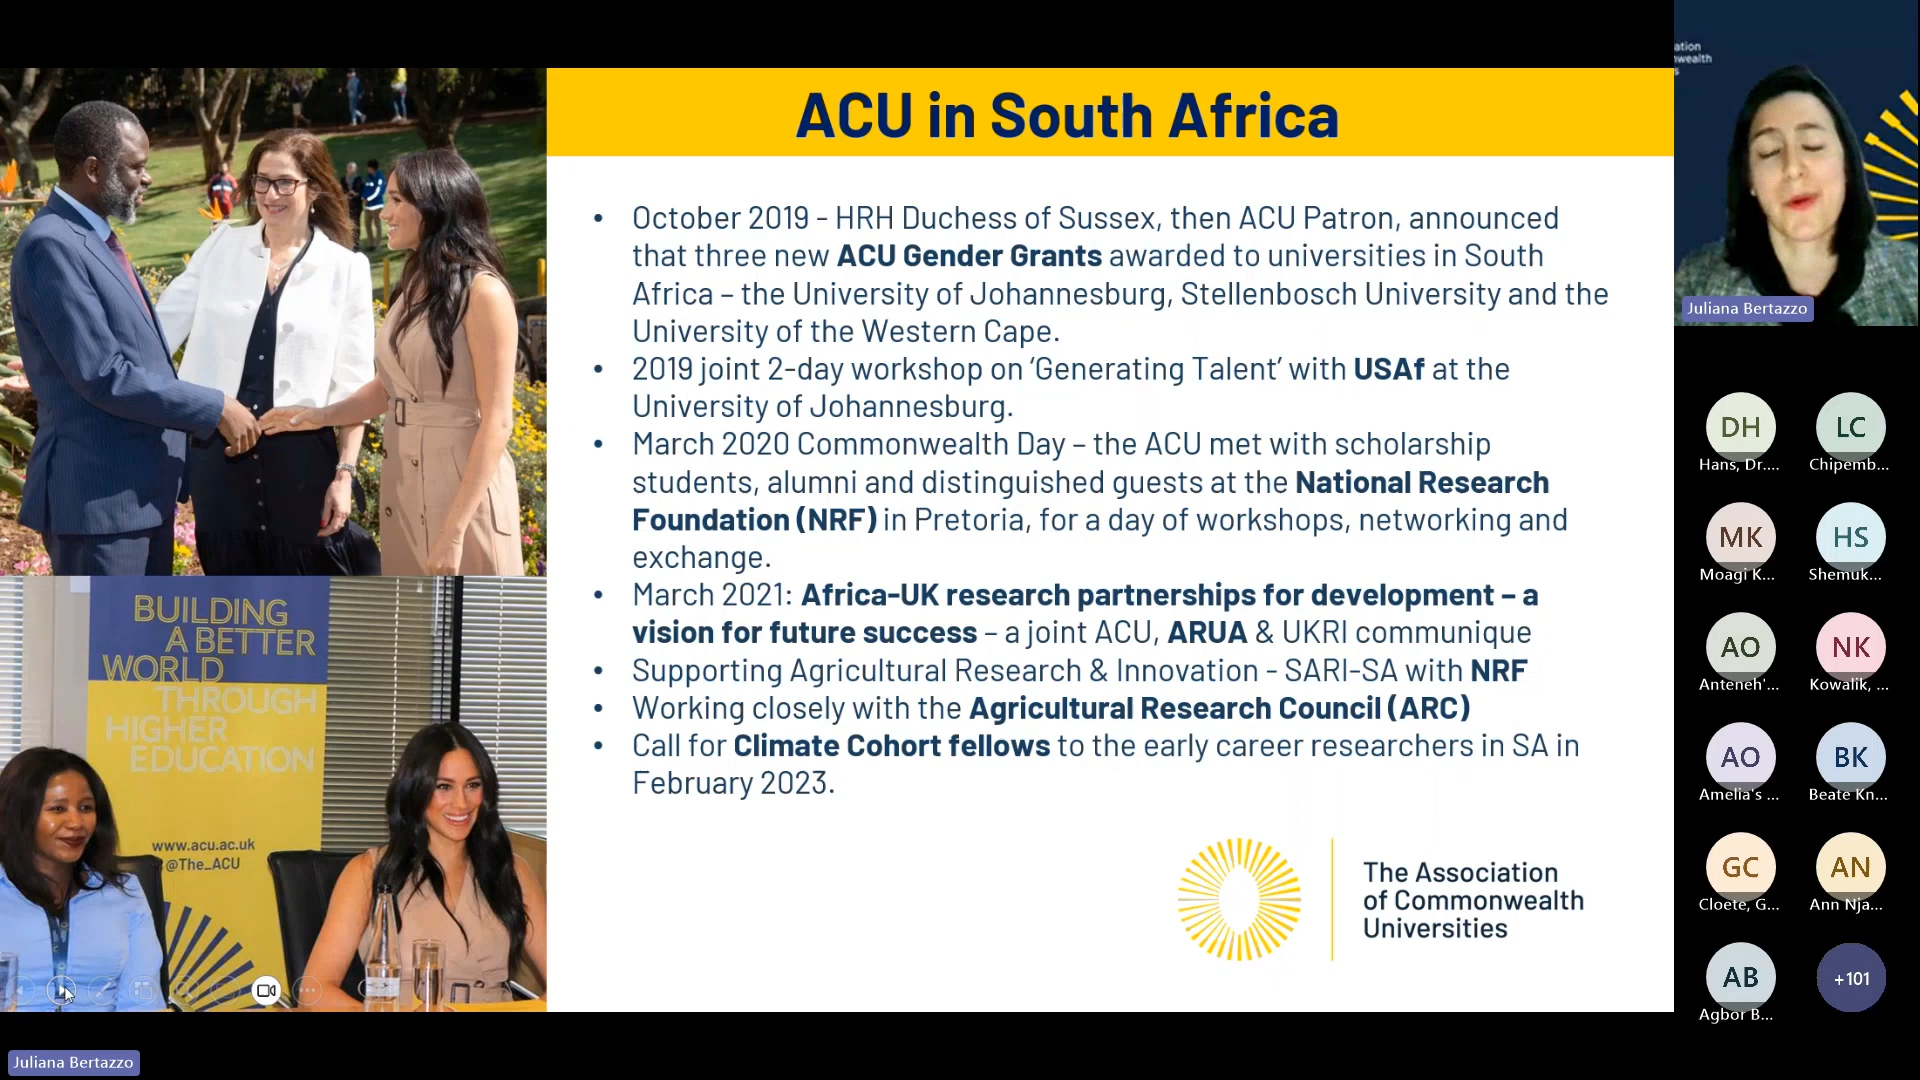 ACU in South Africa
• October 2019 - HRH Duchess of Sussex, then ACU Patron, announced
that three new ACU Gender Grants awarded to universities in South
Africa – the University of Johannesburg, Stellenbosch University and the
University of the Western Cape.
• 2019 joint 2-day workshop on ‘Generating Talent’ with USAf at the
University of Johannesburg.
• March 2020 Commonwealth Day – the ACU met with scholarship
students, alumni and distinguished guests at the National Research
Foundation (NRF) in Pretoria, for a day of workshops, networking and
exchange.
• March 2021: Africa-UK research partnerships for development – a
vision for future success – a joint ACU, ARUA & UKRI communique
• Supporting Agricultural Research & Innovation - SARI-SA with NRF
• Working closely with the Agricultural Research Council (ARC)
• Call for Climate Cohort fellows to the early career researchers in SA in
February 2023.
The Association
of Commonwealth
Universities
BUILDING
A BETTER
WORLD
THROUGH
HIGHER
EDUCATION
www.acu.ac.uk
@The_ACU
Juliana Bertazzo
ation
wealth
s
Juliana Bertazzo
DH
Hans, Dr....
LC
Chipemb...
MK
Moagi K...
HS
Shemuk...
AO
Anteneh'...
NK
Kowalik, ...
AO
Amelia's ...
BK
Beate Kn...
GC
Cloete, G...
AN
Ann Nja...
AB
Agbor B...
+101